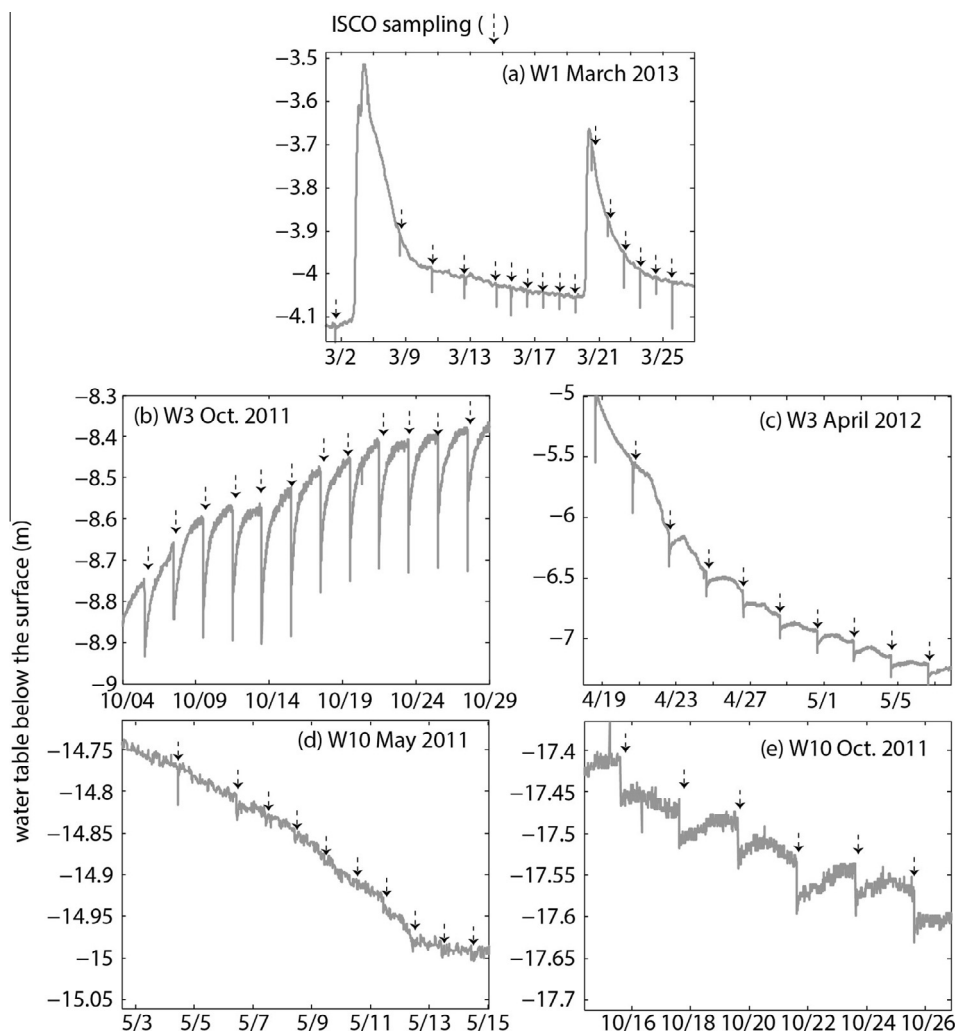 ISCO sampling ( )
(a) W1 March 2013
−3.5
−3.6
−3.7
−3.8
−3.9
−4
−4.1
3/2 3/9 3/13 3/17 3/21 3/25
water table below the surface (m)
(b) W3 Oct. 2011
−8.3
−8.4
−8.5
−8.6
−8.7
−8.8
−8.9
−9
10/04 10/09 10/14 10/19 10/24 10/29
(c) W3 April 2012
−5
−5.5
−6
−6.5
−7
4/19 4/23 4/27 5/1 5/5
(d) W10 May 2011
−14.75
−14.8
−14.85
−14.9
−14.95
−15
−15.05
5/3 5/5 5/7 5/9 5/11 5/13 5/15
(e) W10 Oct. 2011
−17.4
−17.45
−17.5
−17.55
−17.6
−17.65
−17.7
10/16 10/18 10/20 10/22 10/24 10/26